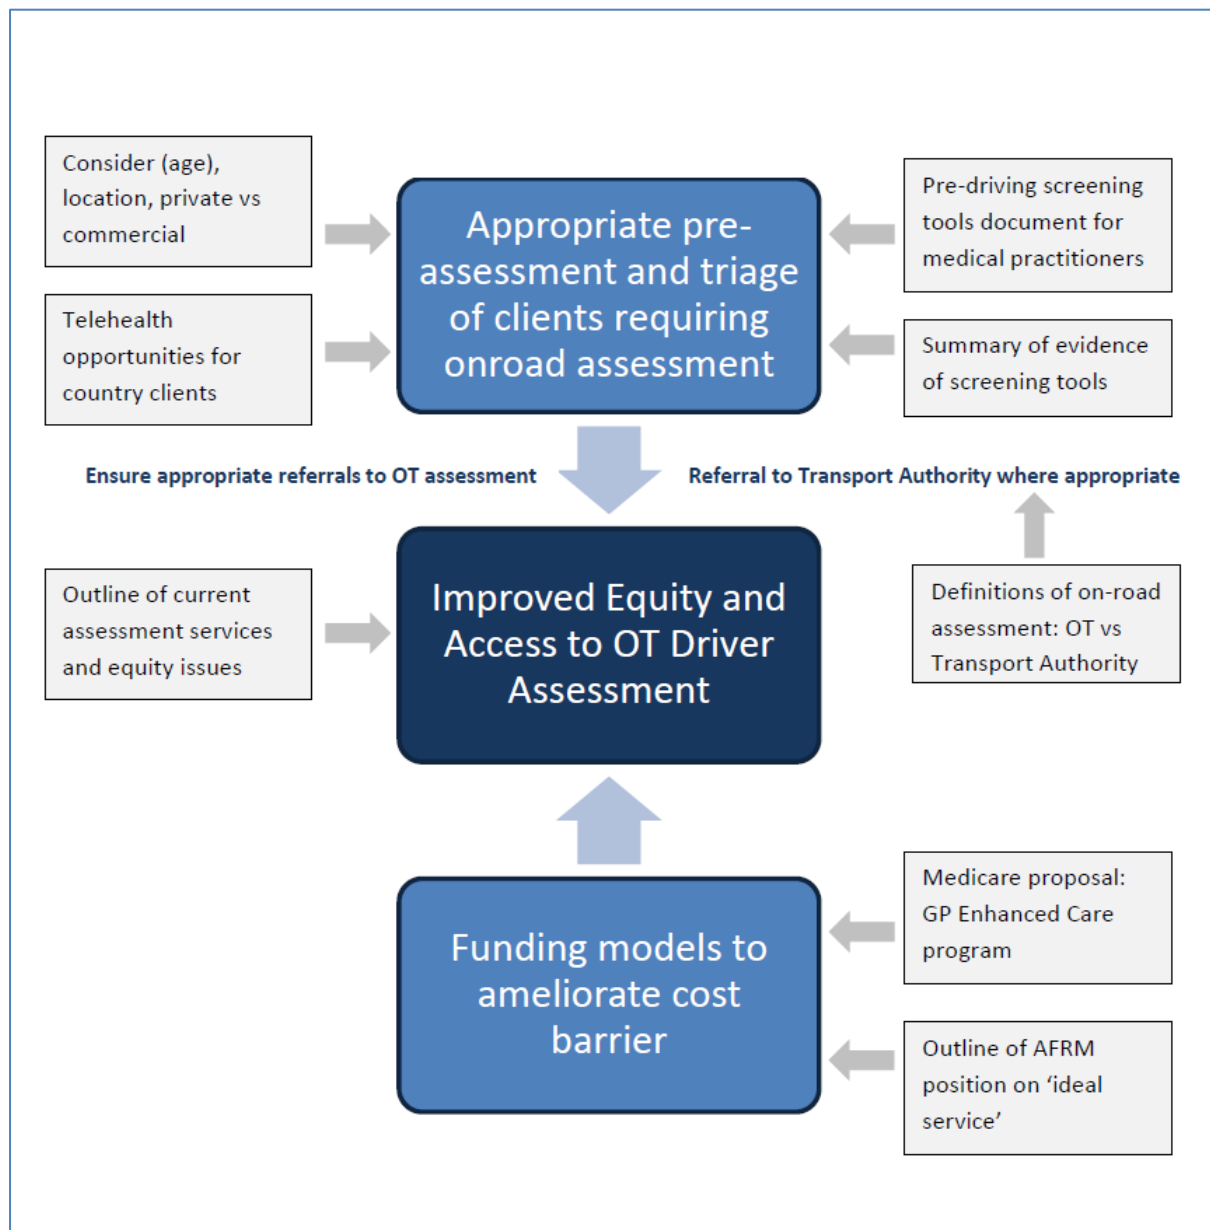 Consider (age),
location, private vs
commercial
Telehealth
opportunities for
country clients
Appropriate pre-
assessment and triage
of clients requiring
onroad assessment
Pre-driving screening
tools document for
medical practitioners
Summary of evidence
of screening tools
Ensure appropriate referrals to OT assessment
Referral to Transport Authority where appropriate
Outline of current
assessment services
and equity issues
Improved Equity and
Access to OT Driver
Assessment
Definitions of on-road
assessment: OT vs
Transport Authority
Funding models to
ameliorate cost
barrier
Medicare proposal:
GP Enhanced Care
program
Outline of AFRM
position on ‘ideal
service’